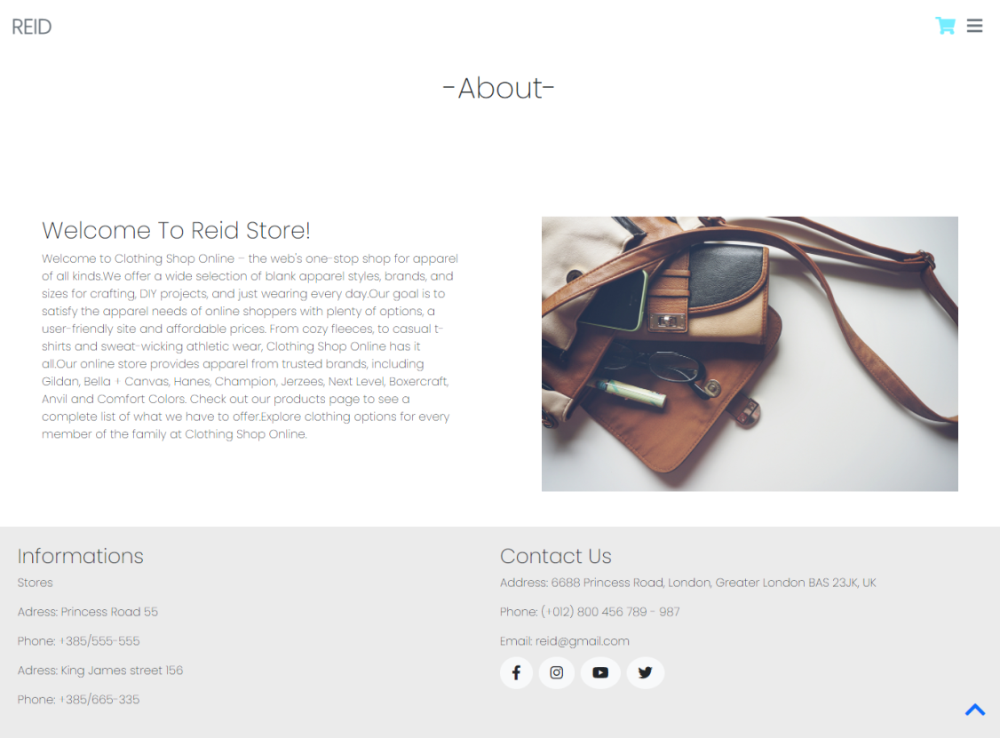 REID
-About-
Welcome To Reid Store!
Welcome to Clothing Shop Online – the web's one-stop shop for apparel
of all kinds.We offer a wide selection of blank apparel styles, brands, and
sizes for crafting, DIY projects, and just wearing every day.Our goal is to
satisfy the apparel needs of online shoppers with plenty of options, a
user-friendly site and affordable prices. From cozy fleeces, to casual t-
shirts and sweat-wicking athletic wear, Clothing Shop Online has it
all.Our online store provides apparel from trusted brands, including
Gildan, Bella + Canvas, Hanes, Champion, Jerzees, Next Level, Boxercraft,
Anvil and Comfort Colors. Check out our products page to see a
complete list of what we have to offer.Explore clothing options for every
member of the family at Clothing Shop Online.
Informations
Stores
Adress: Princess Road 55
Phone: +385/555-555
Adress: King James street 156
Phone: +385/665-335
Contact Us
Address: 6688 Princess Road, London, Greater London BAS 23JK, UK
Phone: (+012) 800 456 789 - 987
Email: reid@gmail.com